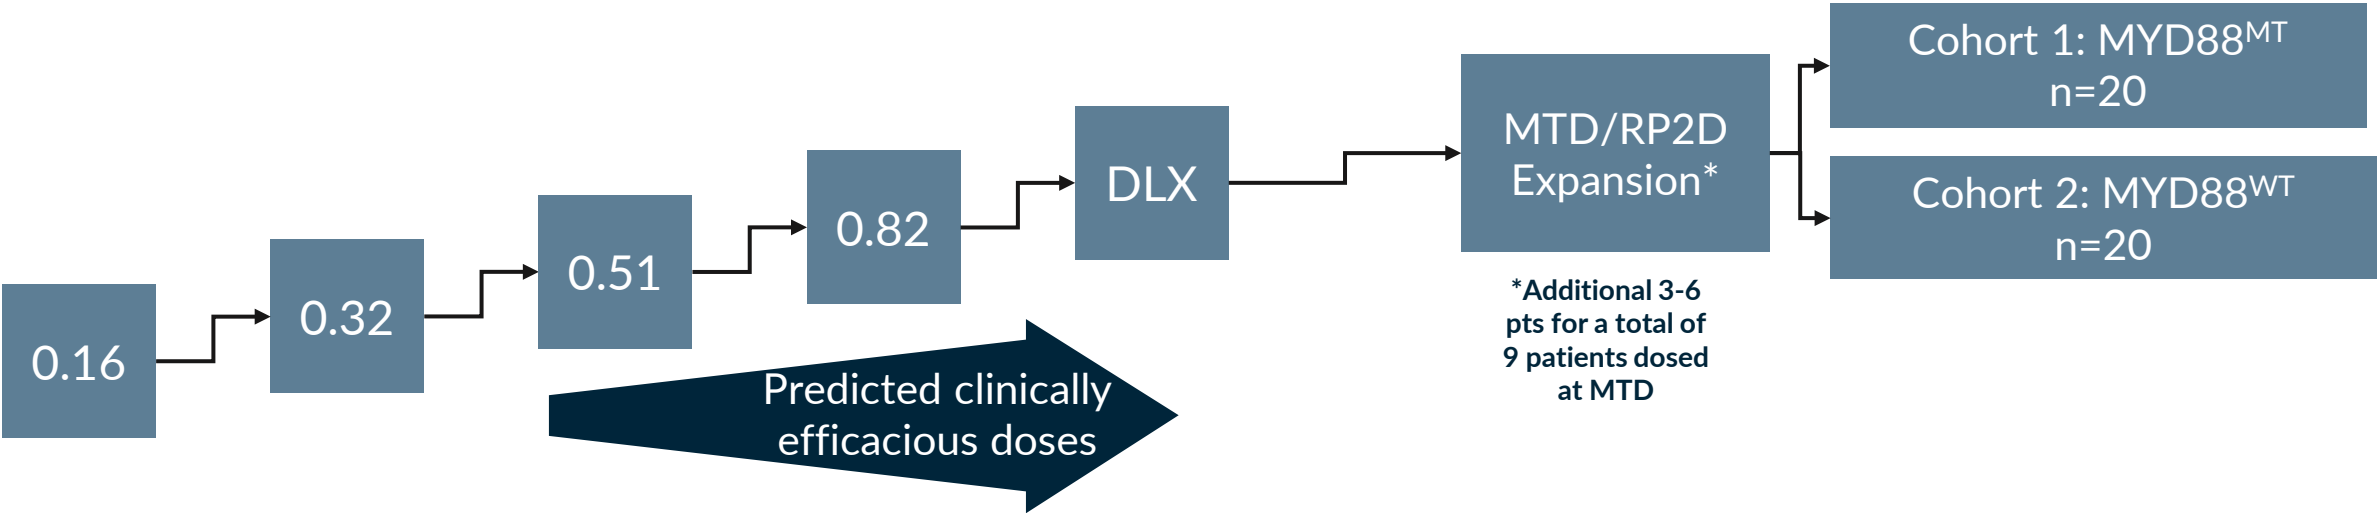 0.16
0.32
0.51
0.82
DLX
MTD/RP2D
Expansion*
*Additional 3-6
pts for a total of
9 patients dosed
at MTD
Cohort 1: MYD88ᴹᵀ
n=20
Cohort 2: MYD88ᵂᵀ
n=20
Predicted clinically
efficacious doses